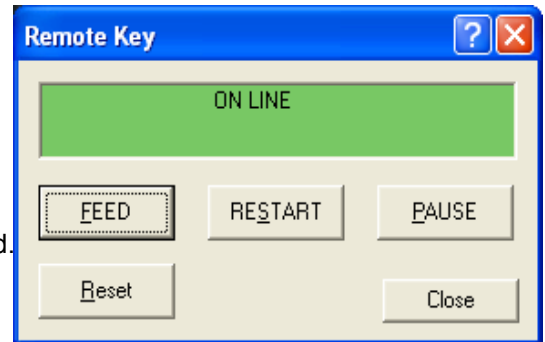 Remote Key
?
ON LINE
FEED
RESTART
PAUSE
d.
Reset
Close